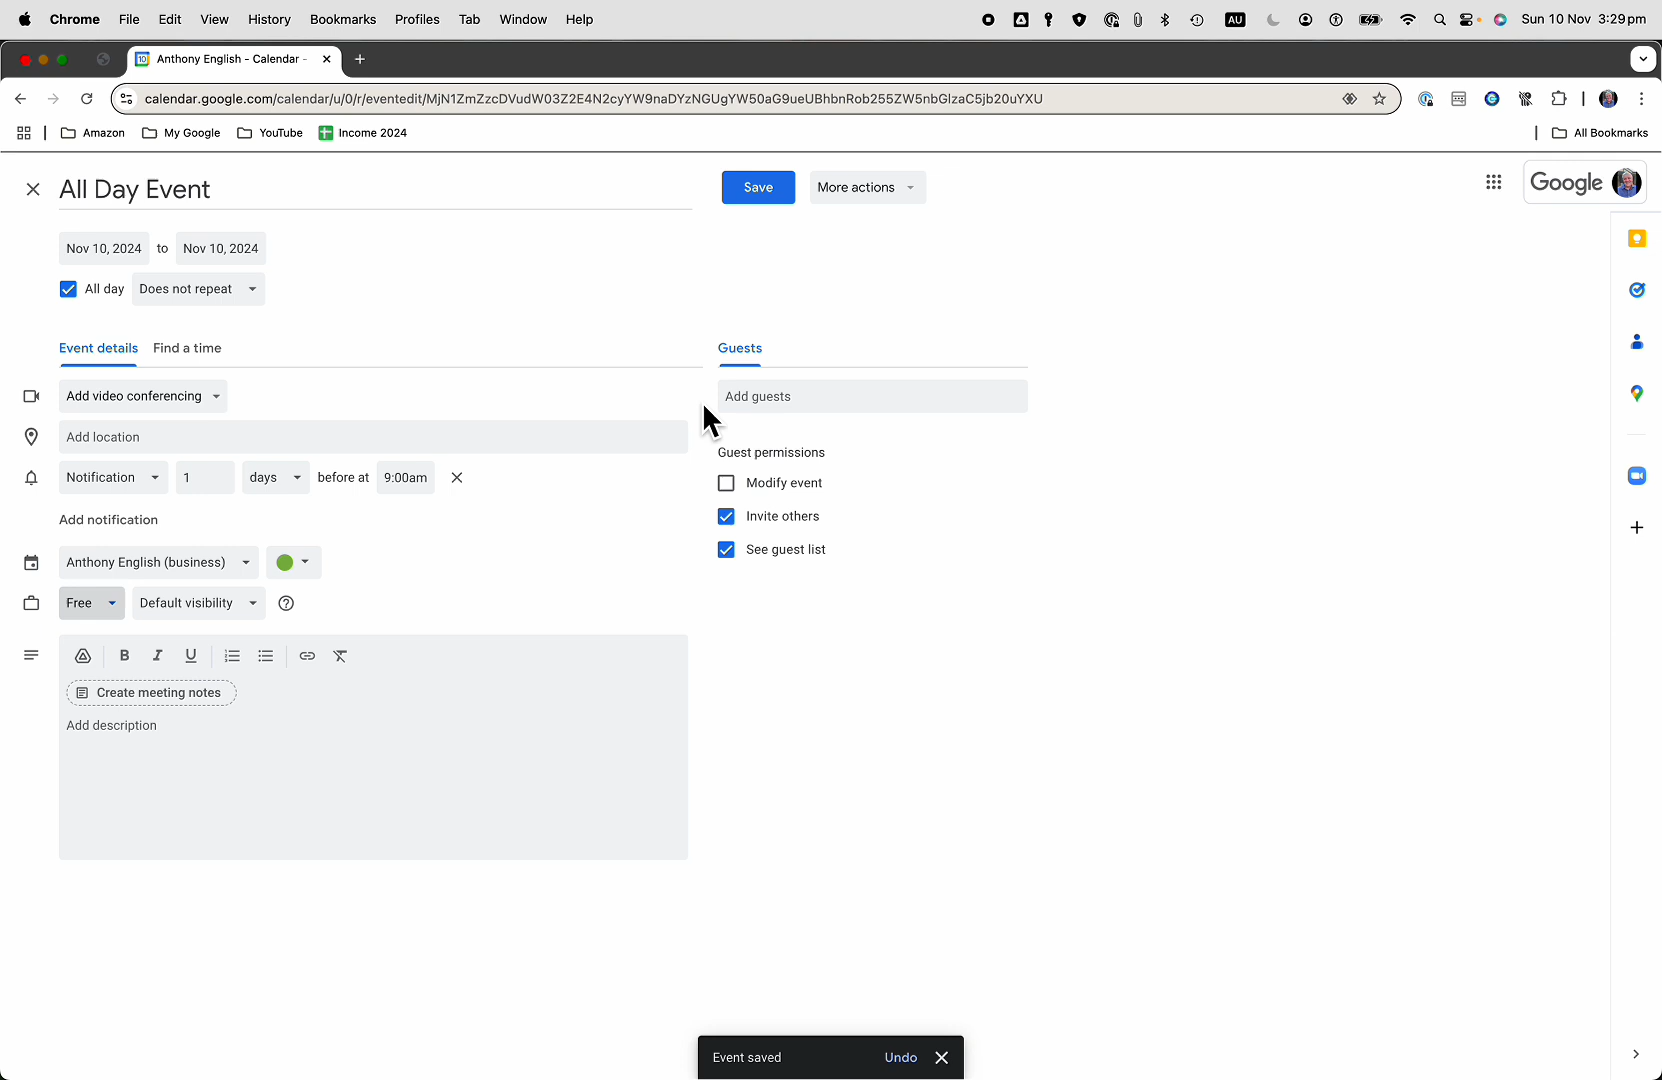 Chrome File Edit View History Bookmarks Profiles Tab Window Help AU Sun 10 Nov 3:29 pm
10 Anthony English - Calendar -
calendar.google.com/calendar/u/0/r/eventedit/MjN1ZmZzcDVudW03Z2E4N2cyYW9naDYzNGUgYW50aG9ueUBhbnRob255ZW5nbGlzaC5jb20uYXU
Amazon My Google YouTube Income 2024 All Bookmarks
All Day Event Save More actions Google
Nov 10, 2024 to Nov 10, 2024
All day Does not repeat
Event details Find a time Guests
Add video conferencing Add guests
Add location
Guest permissions
Notification 1 days before at 9:00am Modify event
Add notification Invite others
See guest list
Anthony English (business)
Free Default visibility
B I U
Create meeting notes
Add description
Event saved Undo